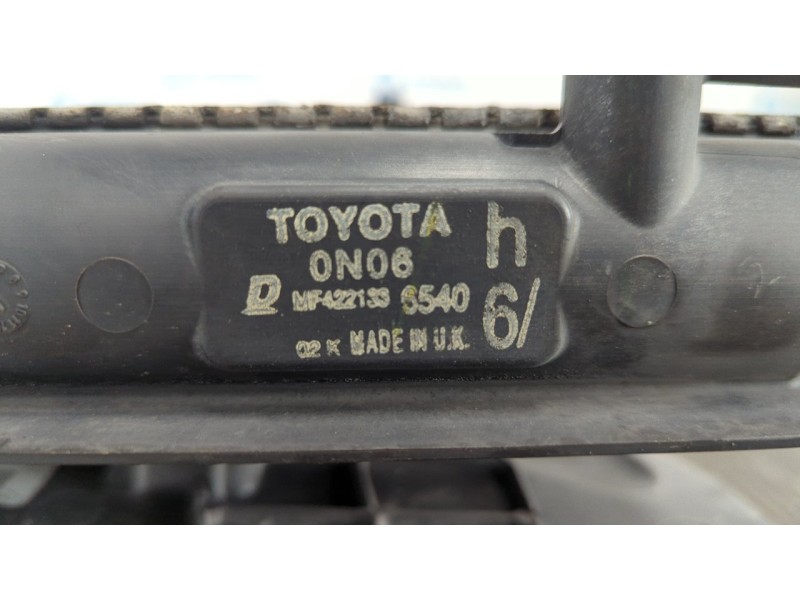 TOYOTA h
0N06
D MF422133 6540 6/
02 K MADE IN U.K.